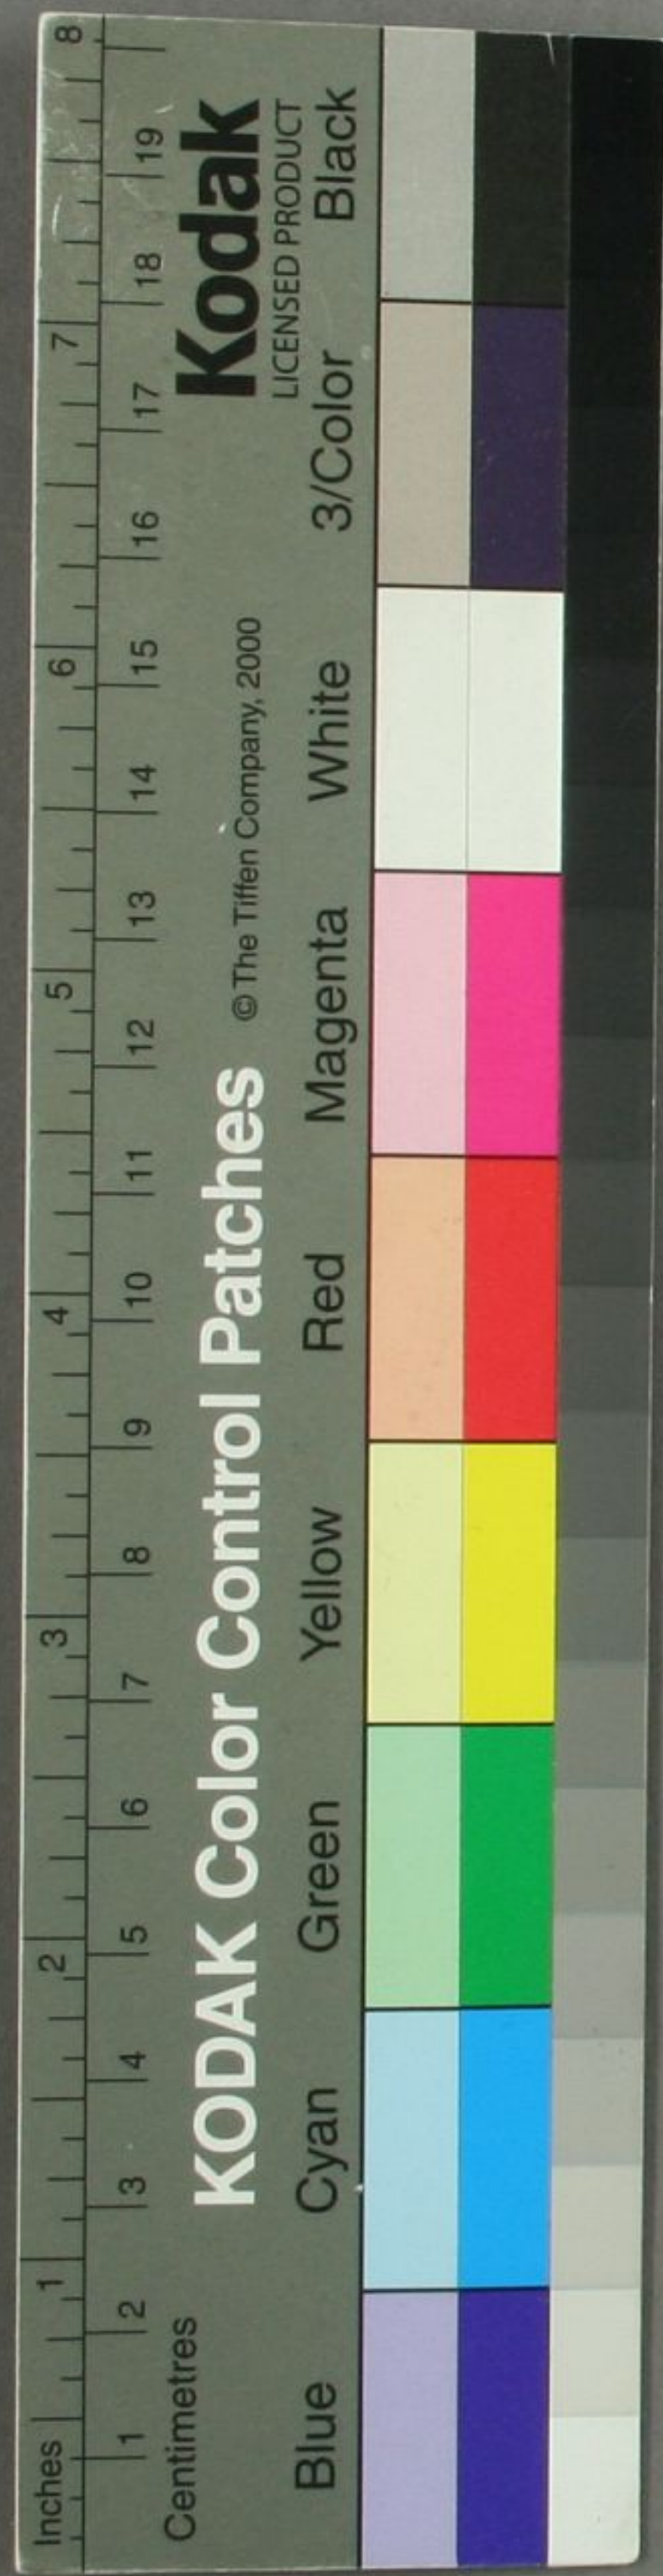 Inches 1 2 3 4 5 6 7 8
1 2 3 4 5 6 7 8 9 10 11 12 13 14 15 16 17 18 19
Centimetres
KODAK Color Control Patches
© The Tiffen Company, 2000
Kodak
LICENSED PRODUCT
Blue Cyan Green Yellow Red Magenta White 3/Color Black